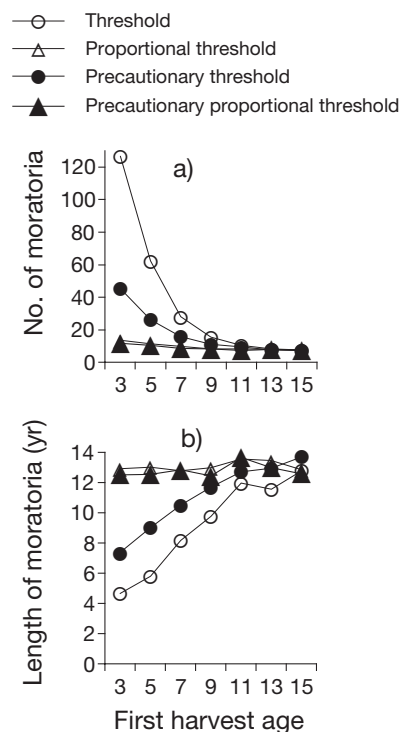 Threshold
Proportional threshold
Precautionary threshold
Precautionary proportional threshold
a)
No. of moratoria
120
100
80
60
40
20
0
3 5 7 9 11 13 15
b)
Length of moratoria (yr)
14
12
10
8
6
4
2
0
3 5 7 9 11 13 15
First harvest age